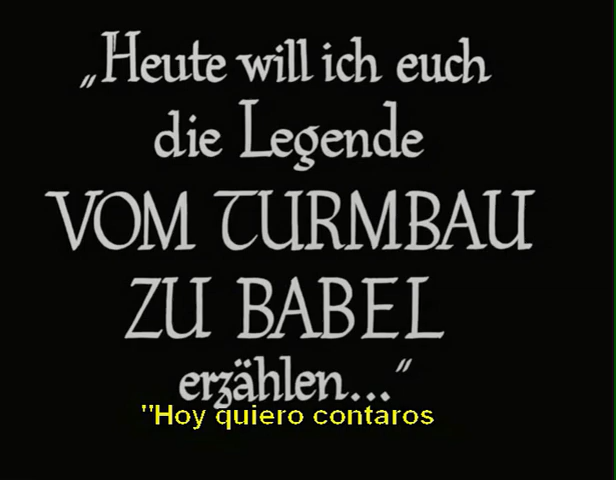 „Heute will ich euch
die Legende
VOM TURMBAU
ZU BABEL
erzählen..."
"Hoy quiero contaros